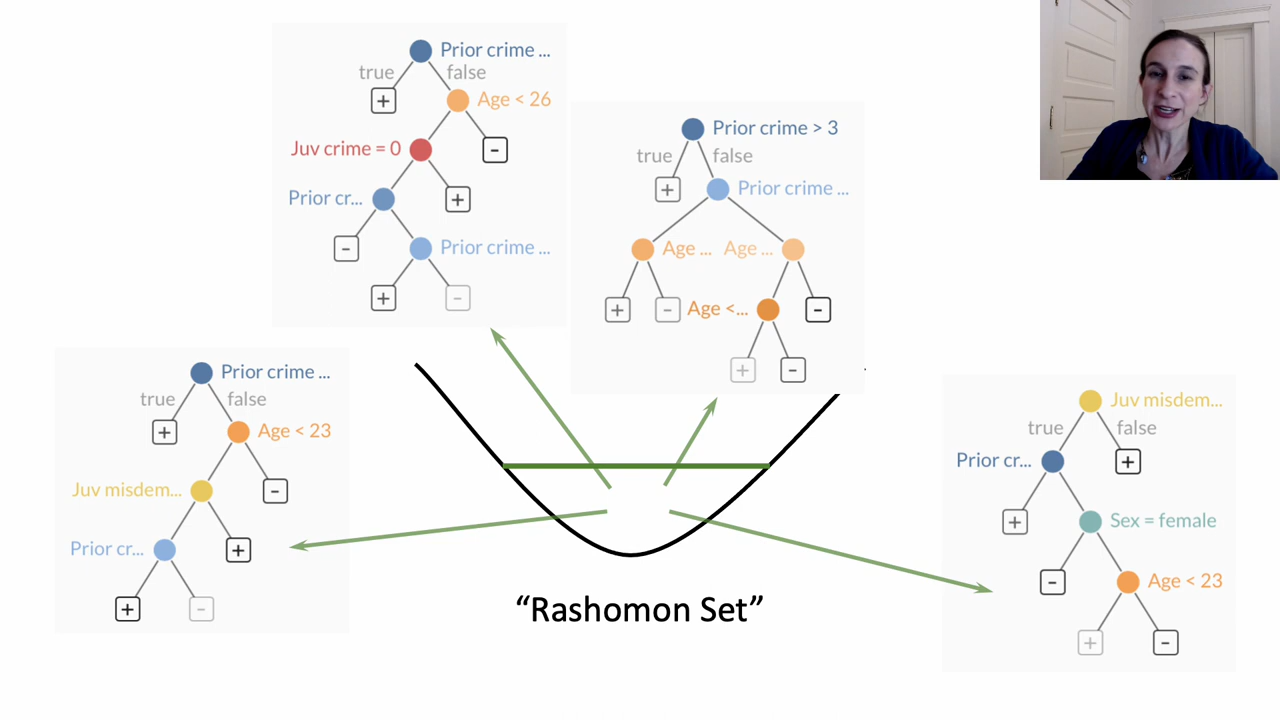 Prior crime ...
true false
+
Age < 26
Juv crime = 0
-
Prior cr...
+
-
Prior crime ...
+
-
Prior crime > 3
true false
+
Prior crime ...
Age ...
Age ...
+
-
Age <...
-
+
-
Prior crime ...
true false
+
Age < 23
Juv misdem...
-
Prior cr...
+
+
-
Juv misdem...
true false
Prior cr...
+
+
Sex = female
-
Age < 23
+
-
“Rashomon Set”